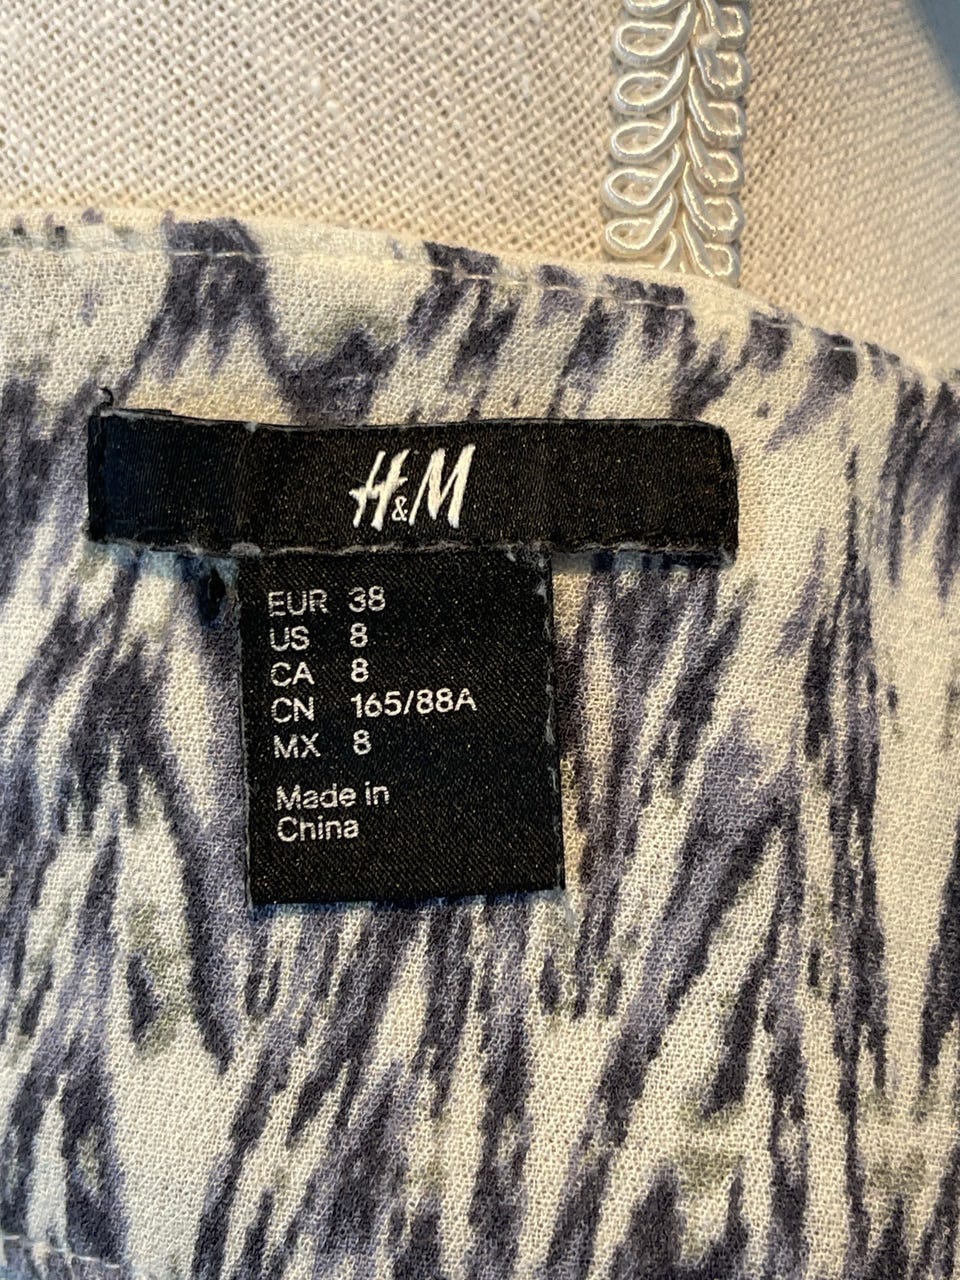 H&M
EUR 38
US 8
CA 8
CN 165/88A
MX 8
Made in
China